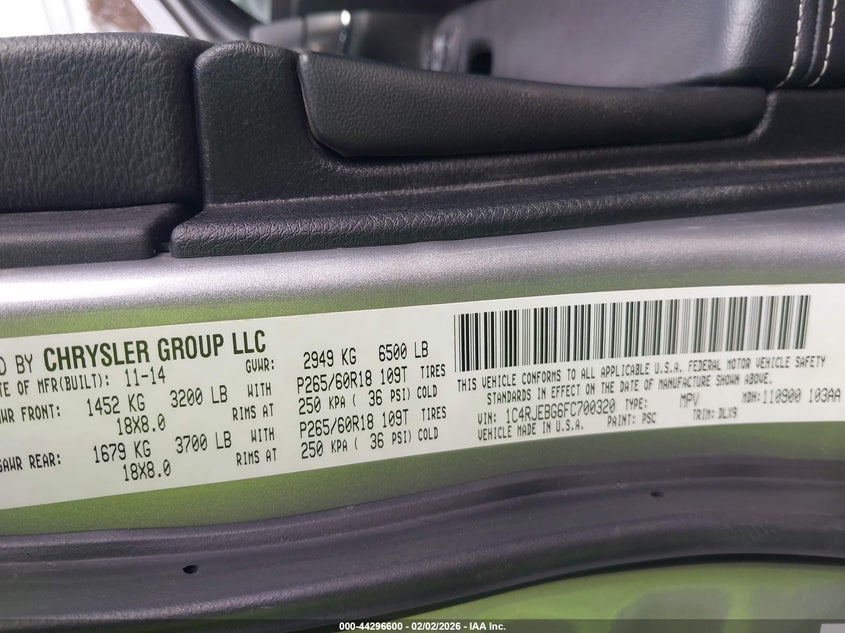 D BY CHRYSLER GROUP LLC
ATE OF MFR(BUILT): 11-14 GVWR: 2949 KG 6500 LB
AWR FRONT: 1452 KG 3200 LB WITH P265/60R18 109T TIRES
18X8.0 RIMS AT 250 KPA ( 36 PSI) COLD
GAWR REAR: 1679 KG 3700 LB WITH P265/60R18 109T TIRES
18X8.0 RIMS AT 250 KPA ( 36 PSI) COLD
THIS VEHICLE CONFORMS TO ALL APPLICABLE U.S.A. FEDERAL MOTOR VEHICLE SAFETY
STANDARDS IN EFFECT ON THE DATE OF MANUFACTURE SHOWN ABOVE.
VIN: 1C4RJEBG6FC700320 TYPE: MPV MDH: 110900 103AA
VEHICLE MADE IN U.S.A. PAINT: PSC TRIM: DLX9
000-44296600 - 02/02/2026 - IAA Inc.